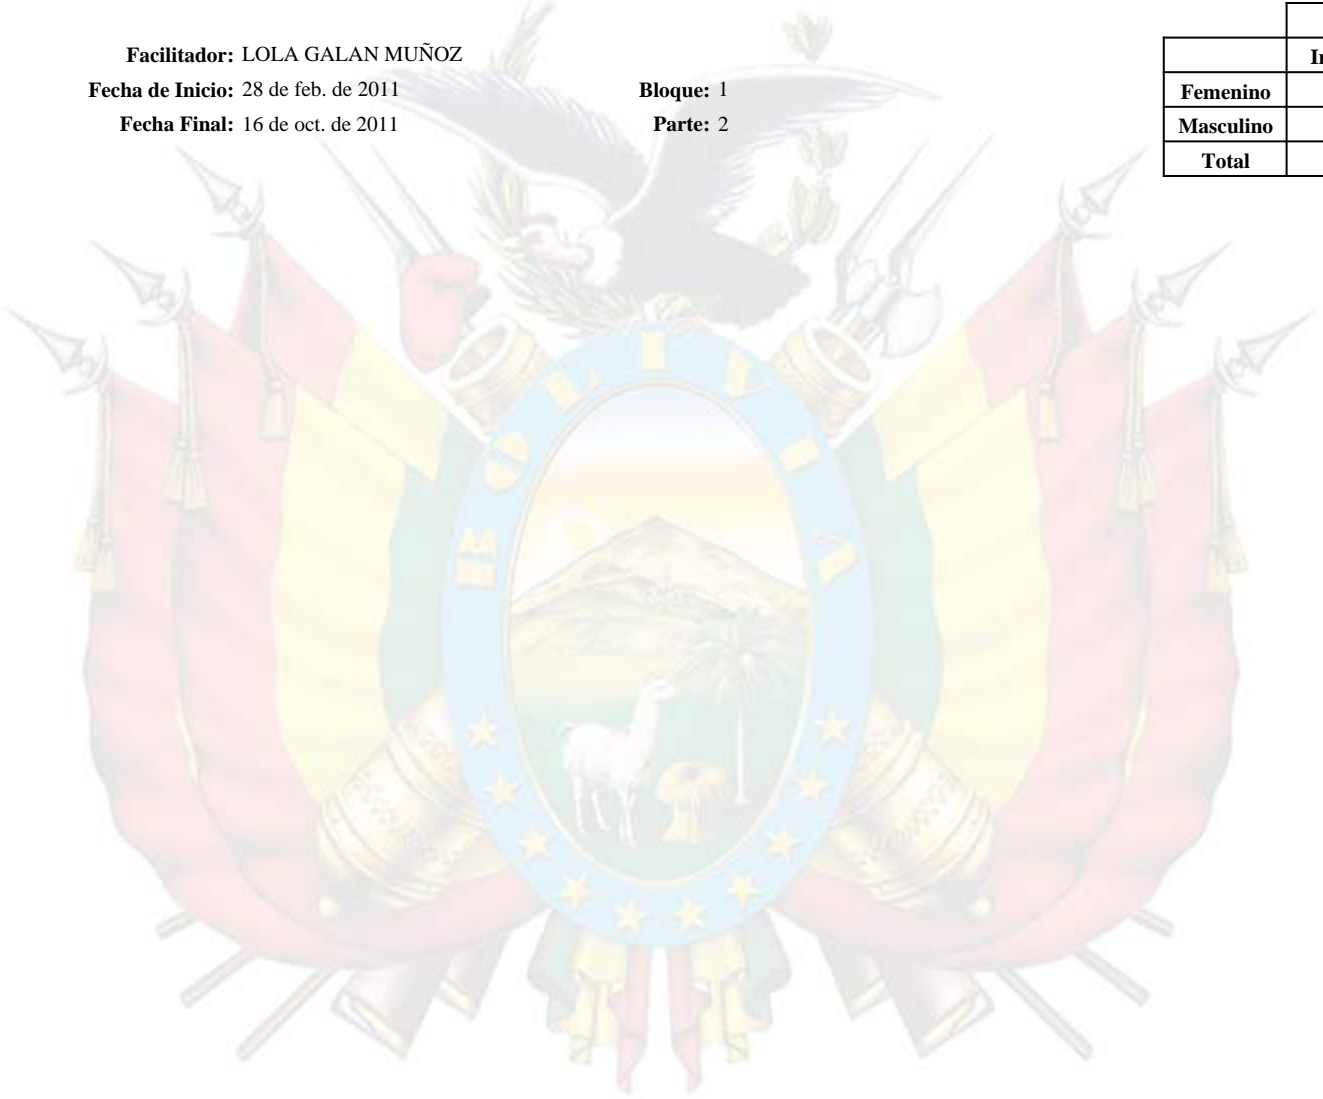 Facilitador: LOLA GALAN MUÑOZ
Fecha de Inicio: 28 de feb. de 2011 Bloque: 1
Fecha Final: 16 de oct. de 2011 Parte: 2
Femenino
Masculino
Total
BOLIVIA